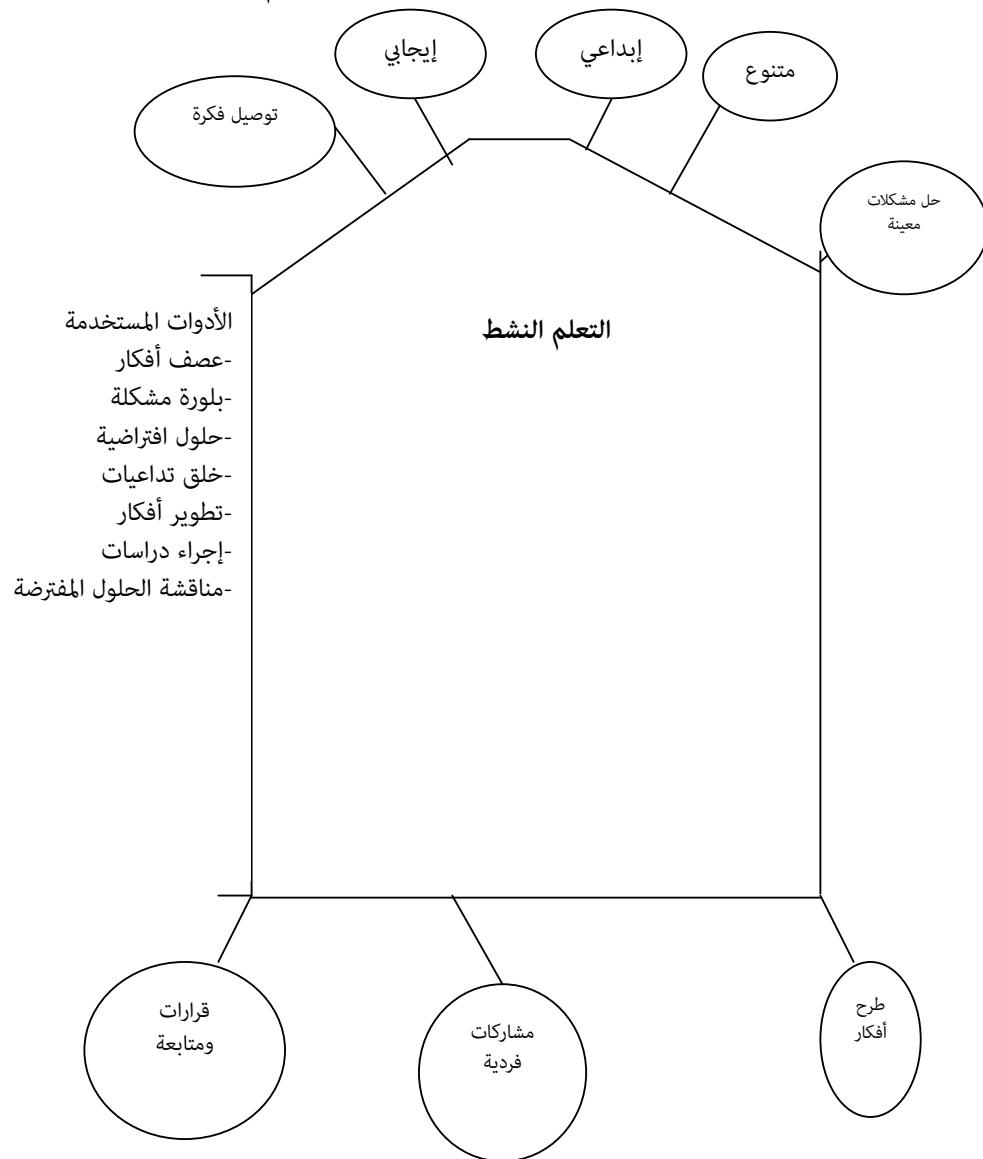 متنوع
إبداعي
إيجابي
توصيل فكرة
حل مشكلات
معينة
التعلم النشط
الأدوات المستخدمة
-عصف أفكار
-بلورة مشكلة
-حلول افتراضية
-خلق تداعيات
-تطوير أفكار
-إجراء دراسات
-مناقشة الحلول المفترضة
طرح
أفكار
مشاركات
فردية
قرارات
ومتابعة